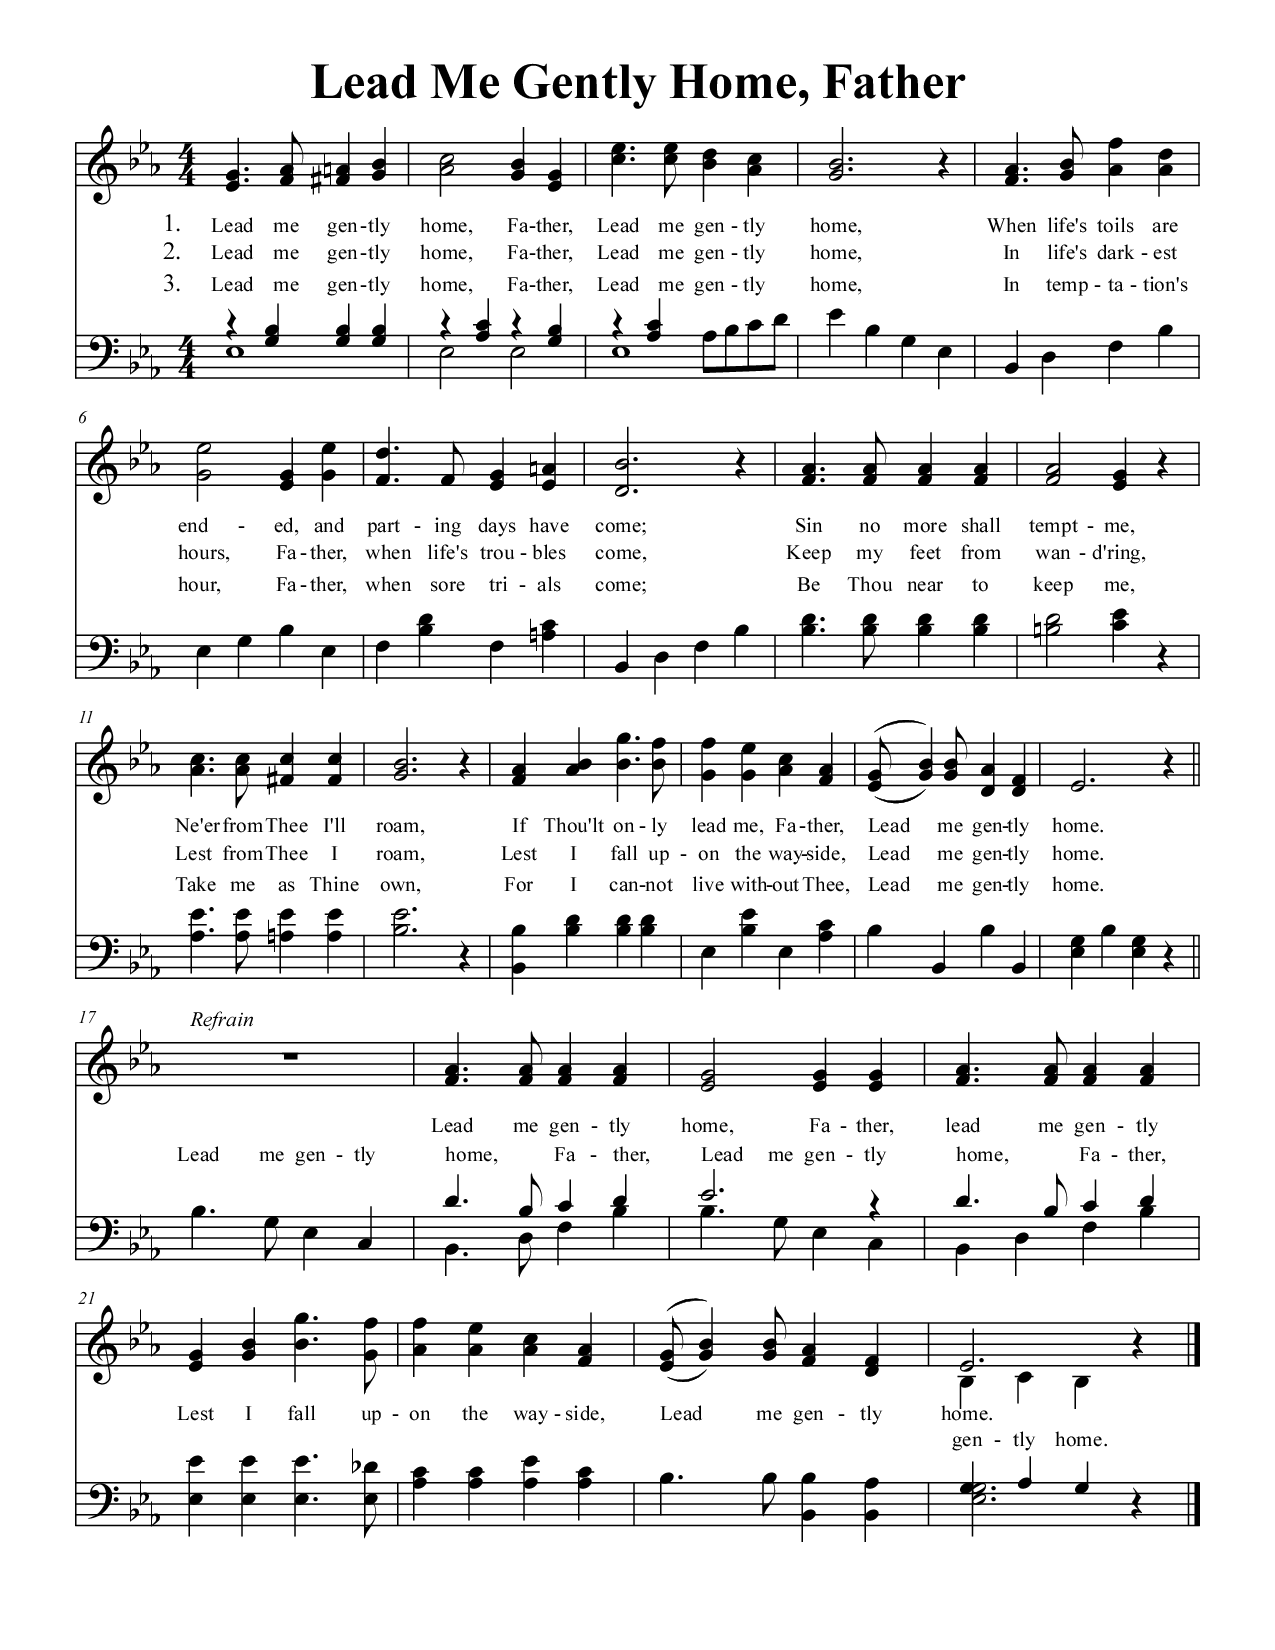 Lead Me Gently Home, Father
1. Lead me gen-tly home, Fa-ther, Lead me gen-tly home, When life's toils are
2. Lead me gen-tly home, Fa-ther, Lead me gen-tly home, In life's dark-est
3. Lead me gen-tly home, Fa-ther, Lead me gen-tly home, In temp-ta-tion's
6
end-ed, and part-ing days have come; Sin no more shall tempt-me,
hours, Fa-ther, when life's trou-bles come, Keep my feet from wan-d'ring,
hour, Fa-ther, when sore tri-als come; Be Thou near to keep me,
11
Ne'er from Thee I'll roam, If Thou'lt on-ly lead me, Fa-ther, Lead me gen-tly home.
Lest from Thee I roam, Lest I fall up-on the way-side, Lead me gen-tly home.
Take me as Thine own, For I can-not live with-out Thee, Lead me gen-tly home.
17 Refrain
Lead me gen-tly home, Fa-ther, lead me gen-tly
Lead me gen-tly home, Fa-ther, Lead me gen-tly home, Fa-ther,
21
Lest I fall up-on the way-side, Lead me gen-tly home.
gen-tly home.